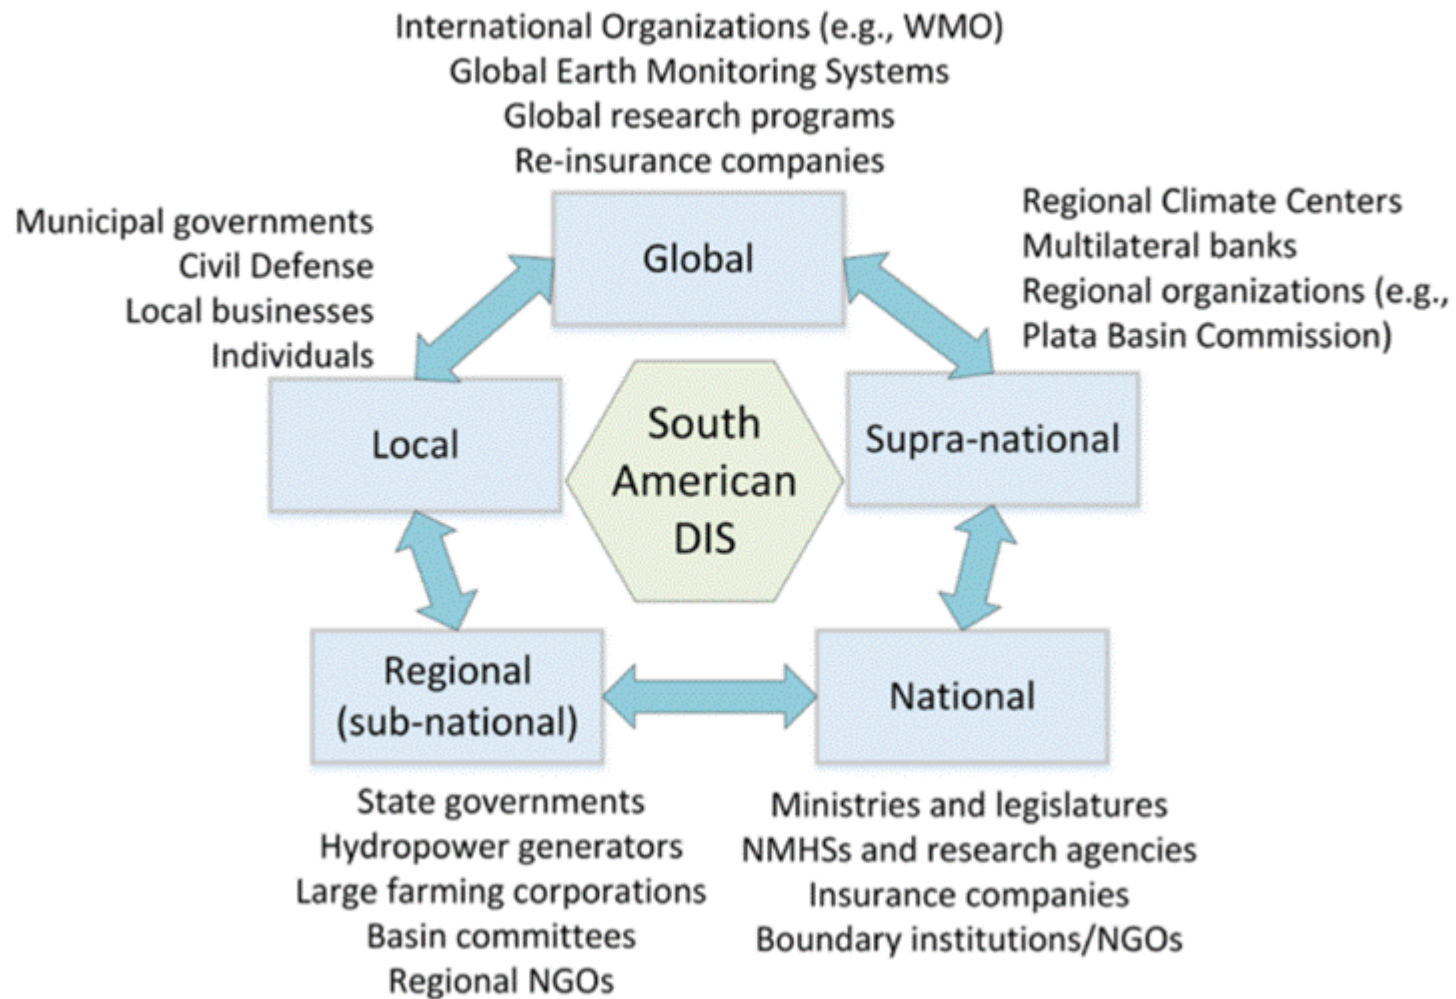 International Organizations (e.g., WMO)
Global Earth Monitoring Systems
Global research programs
Re-insurance companies
Global
Municipal governments
Civil Defense
Local businesses
Individuals
Local
Regional Climate Centers
Multilateral banks
Regional organizations (e.g.,
Plata Basin Commission)
Supra-national
South
American
DIS
Regional
(sub-national)
State governments
Hydropower generators
Large farming corporations
Basin committees
Regional NGOs
National
Ministries and legislatures
NMHSs and research agencies
Insurance companies
Boundary institutions/NGOs